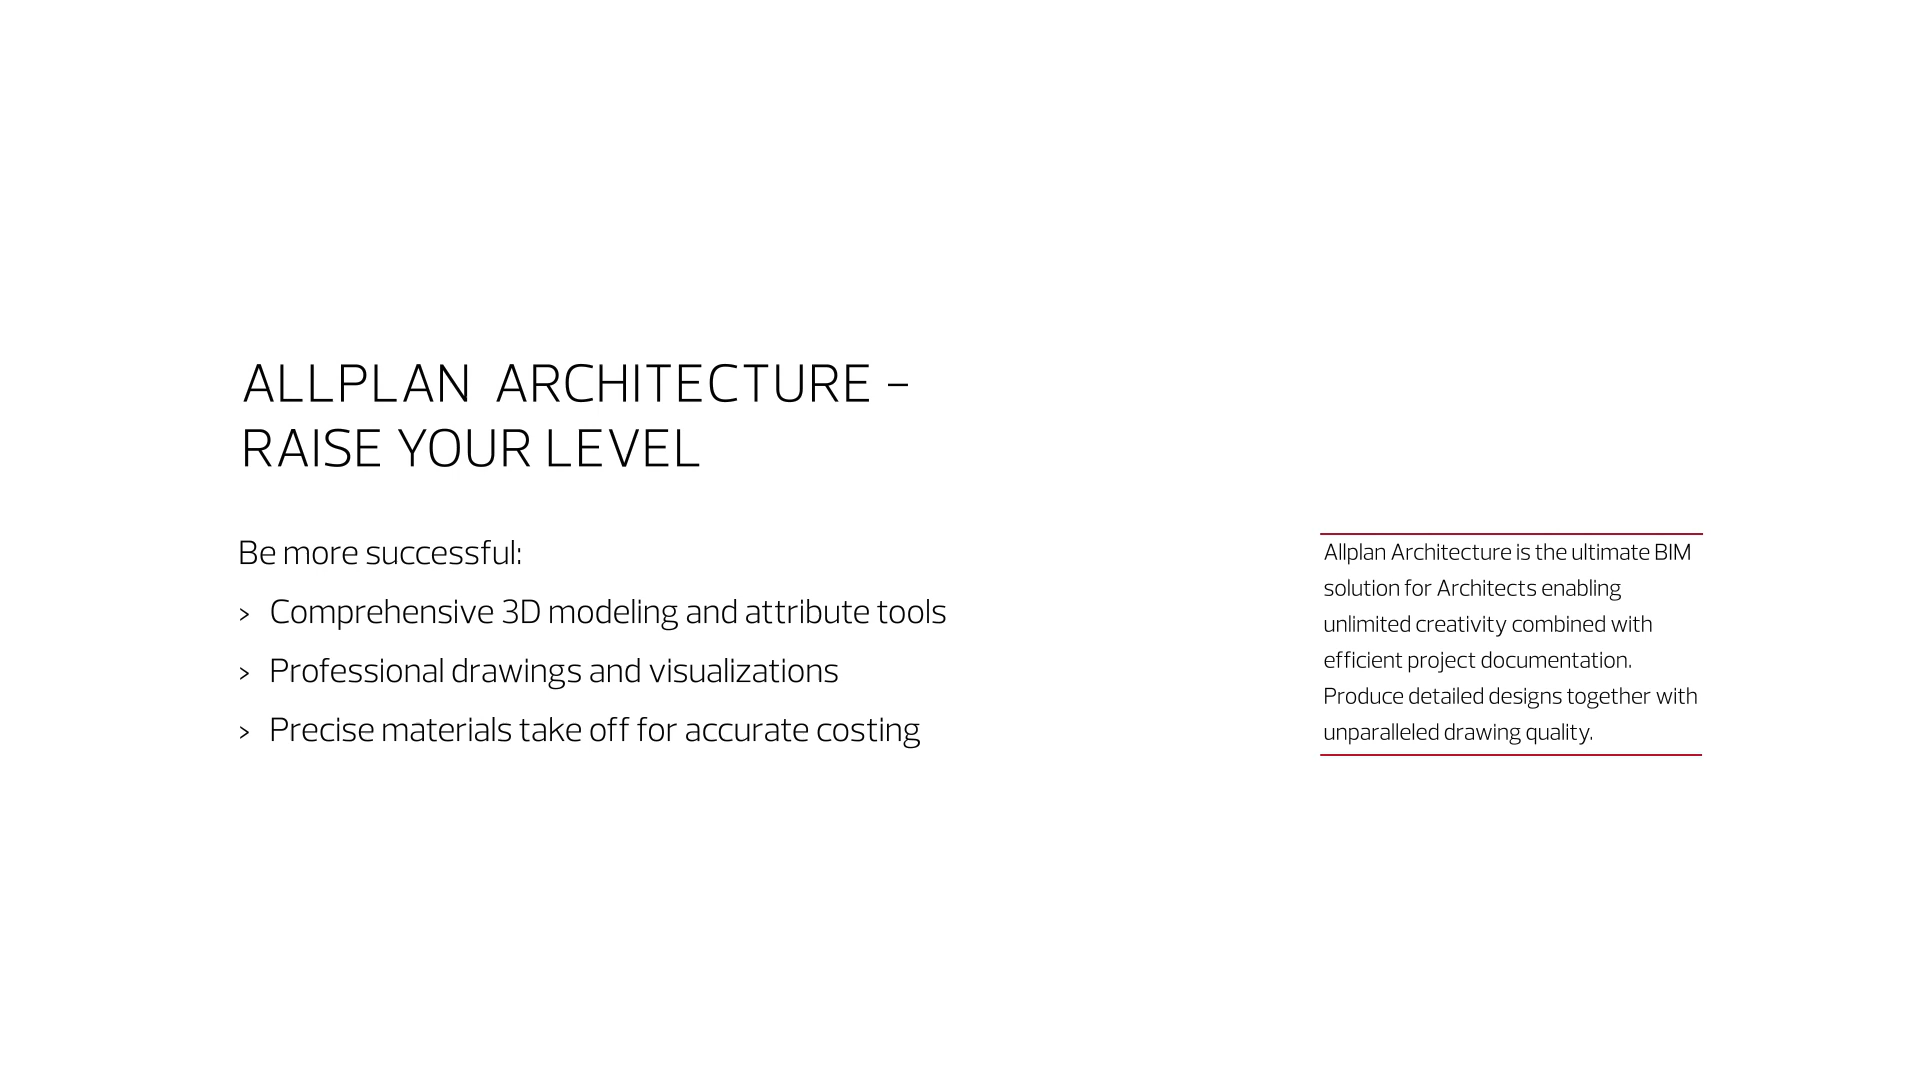 ALLPLAN ARCHITECTURE –
RAISE YOUR LEVEL
Be more successful:
› Comprehensive 3D modeling and attribute tools
› Professional drawings and visualizations
› Precise materials take off for accurate costing
Allplan Architecture is the ultimate BIM
solution for Architects enabling
unlimited creativity combined with
efficient project documentation.
Produce detailed designs together with
unparalleled drawing quality.